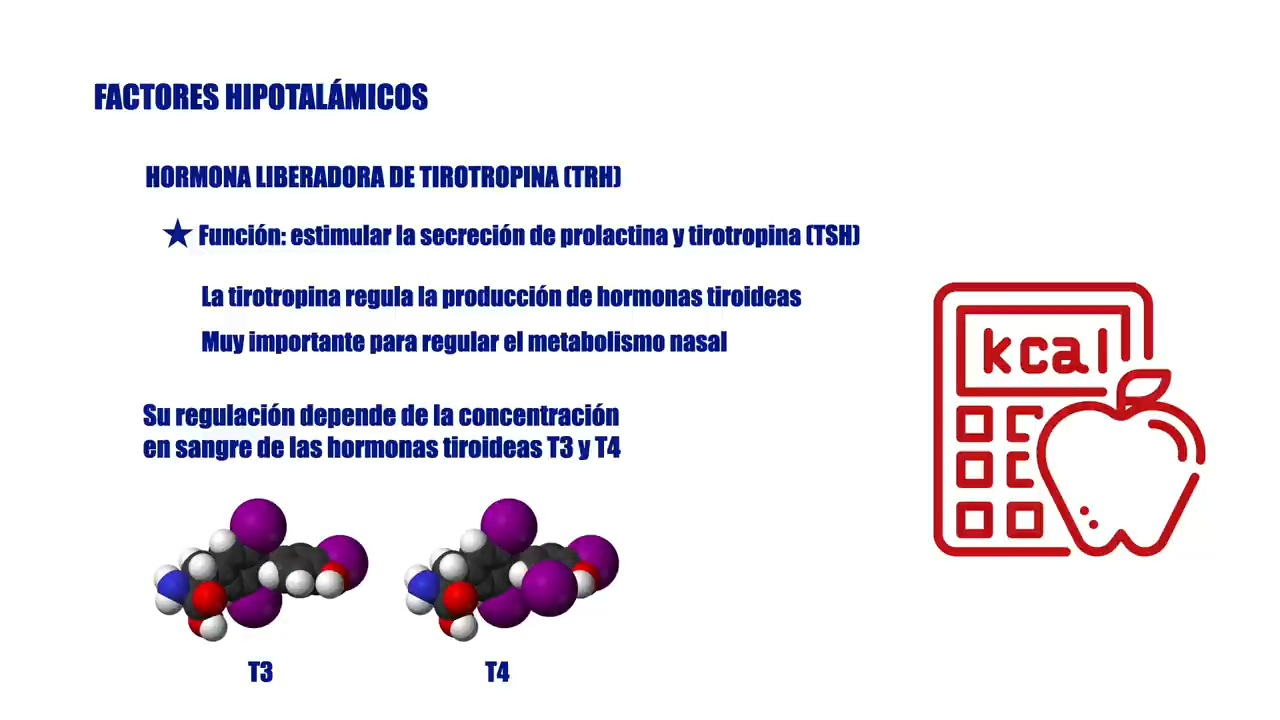 FACTORES HIPOTALÁMICOS
HORMONA LIBERADORA DE TIROTROPINA (TRH)
★ Función: estimular la secreción de prolactina y tirotropina (TSH)
La tirotropina regula la producción de hormonas tiroideas
Muy importante para regular el metabolismo nasal
Su regulación depende de la concentración
en sangre de las hormonas tiroideas T3 y T4
kcal
T3
T4